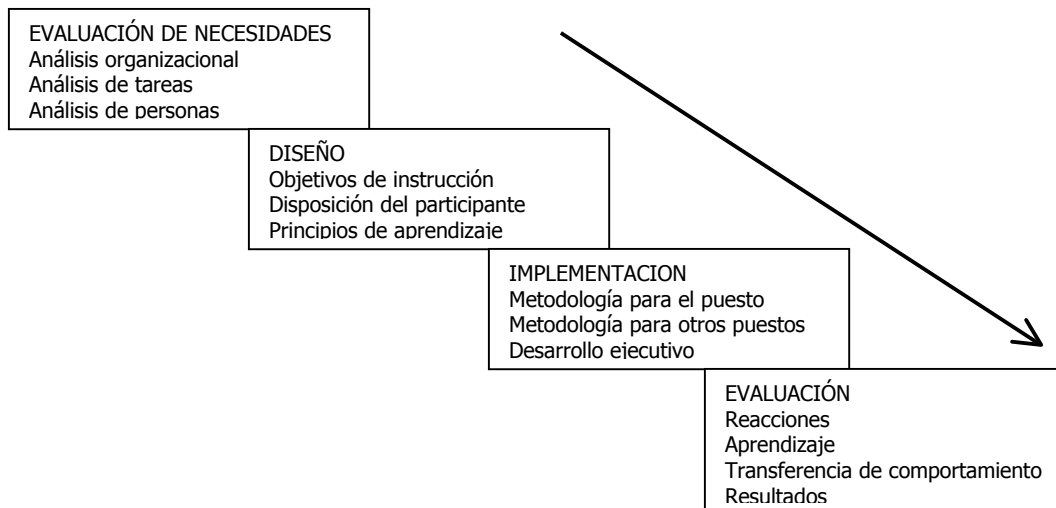 EVALUACIÓN DE NECESIDADES
Análisis organizacional
Análisis de tareas
Análisis de personas
DISEÑO
Objetivos de instrucción
Disposición del participante
Principios de aprendizaje
IMPLEMENTACION
Metodología para el puesto
Metodología para otros puestos
Desarrollo ejecutivo
EVALUACIÓN
Reacciones
Aprendizaje
Transferencia de comportamiento
Resultados